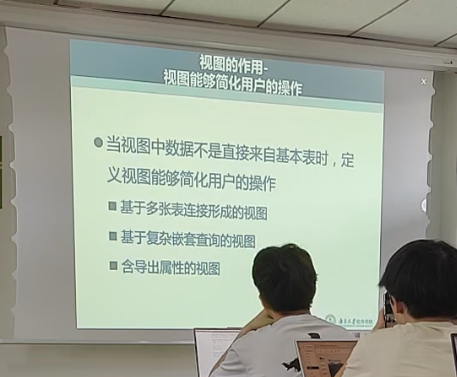 视图的作用-
视图能够简化用户的操作
当视图中数据不是直接来自基本表时，定
义视图能够简化用户的操作
基于多张表连接形成的视图
基于复杂嵌套查询的视图
含导出属性的视图